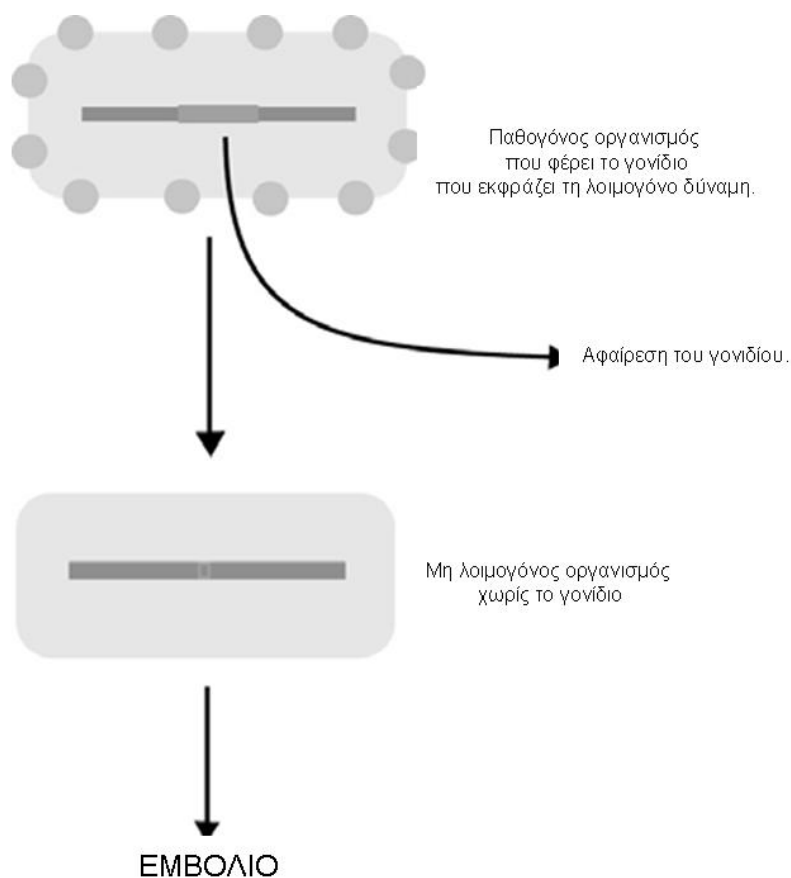 Παθογόνος οργανισμός
που φέρει το γονίδιο
που εκφράζει τη λοιμογόνο δύναμη.
Αφαίρεση του γονιδίου.
Μη λοιμογόνος οργανισμός
χωρίς το γονίδιο
ΕΜΒΟΛΙΟ